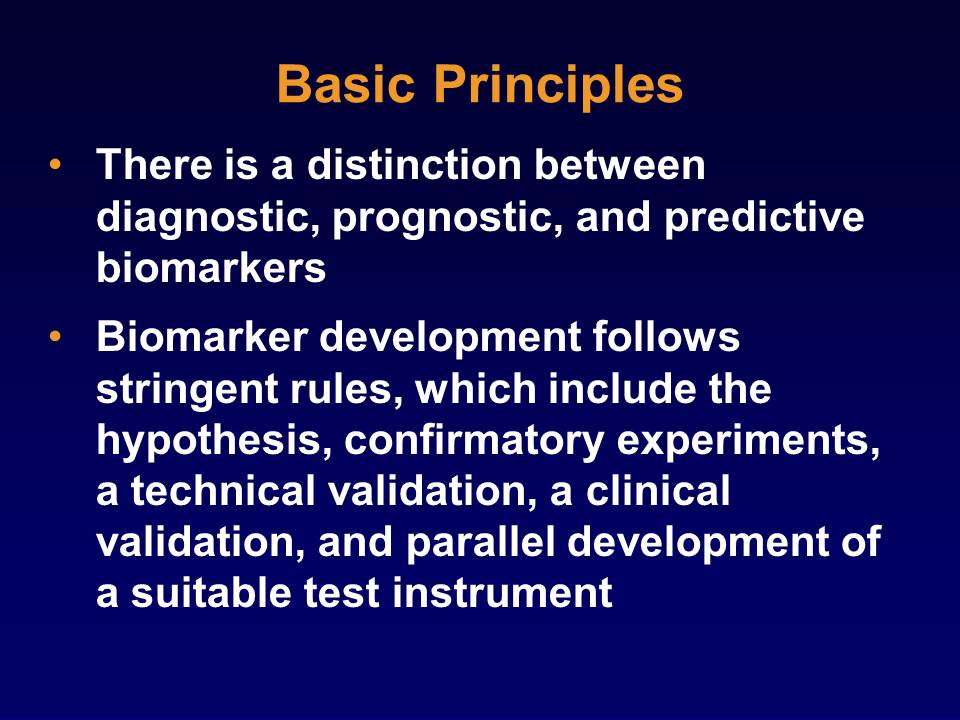 Basic Principles
• There is a distinction between
diagnostic, prognostic, and predictive
biomarkers
• Biomarker development follows
stringent rules, which include the
hypothesis, confirmatory experiments,
a technical validation, a clinical
validation, and parallel development of
a suitable test instrument